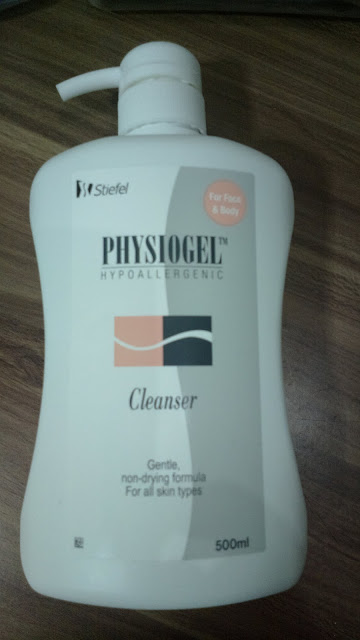 Stiefel
For Face
& Body
PHYSIOGEL™
HYPOALLERGENIC
Cleanser
Gentle,
non-drying formula
For all skin types
500ml